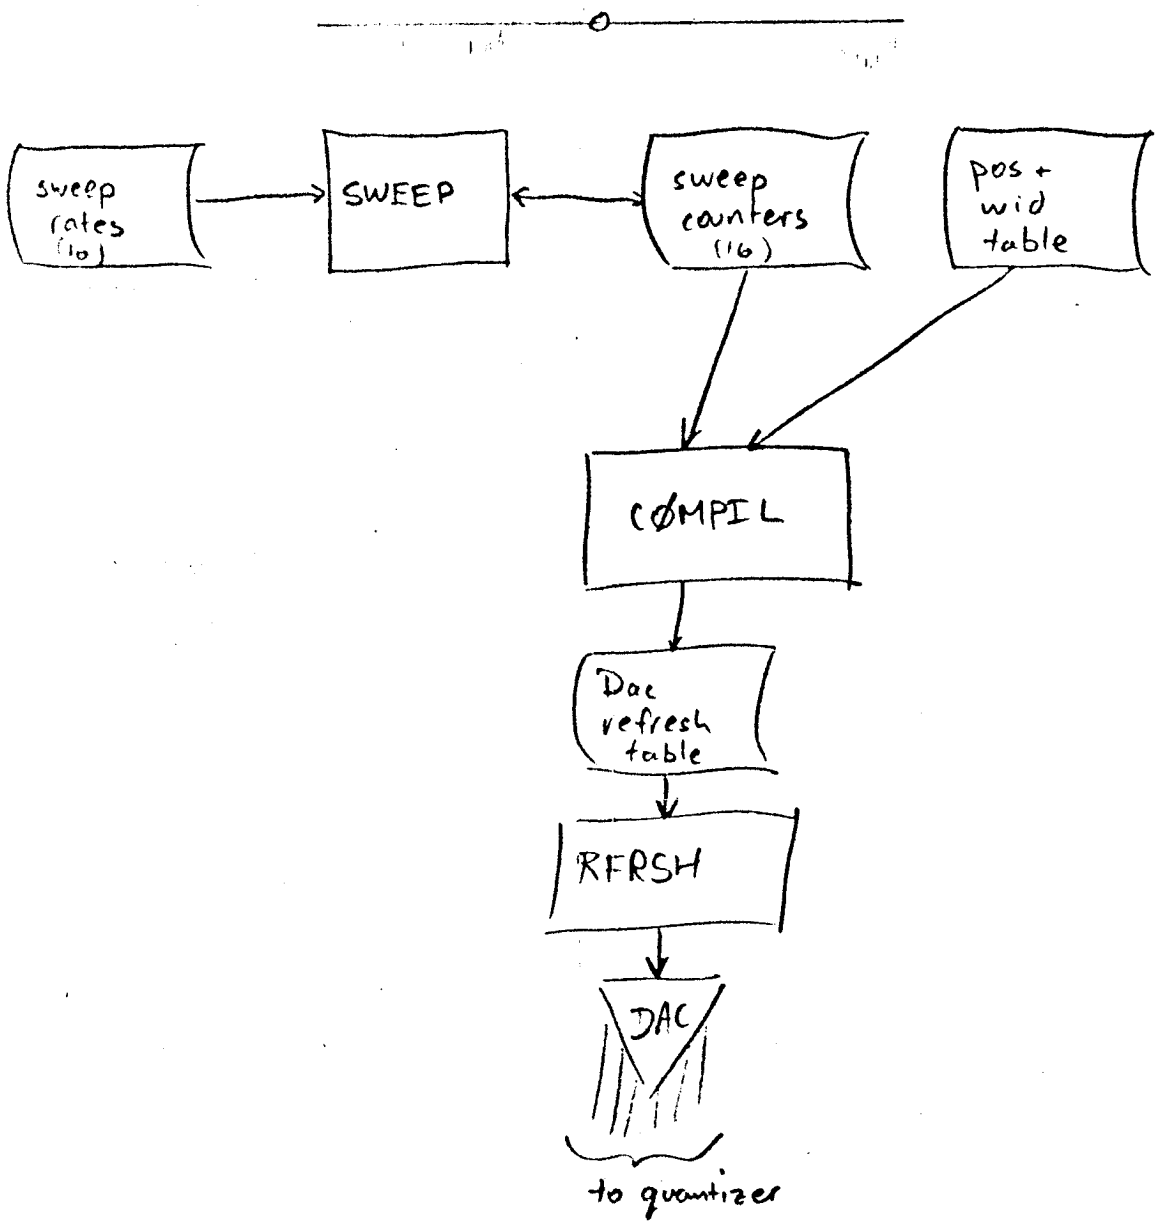 sweep
rates
(16)
SWEEP
sweep
counters
(16)
pos +
wid
table
CØMPIL
Dac
refresh
table
RFRSH
DAC
to quantizer